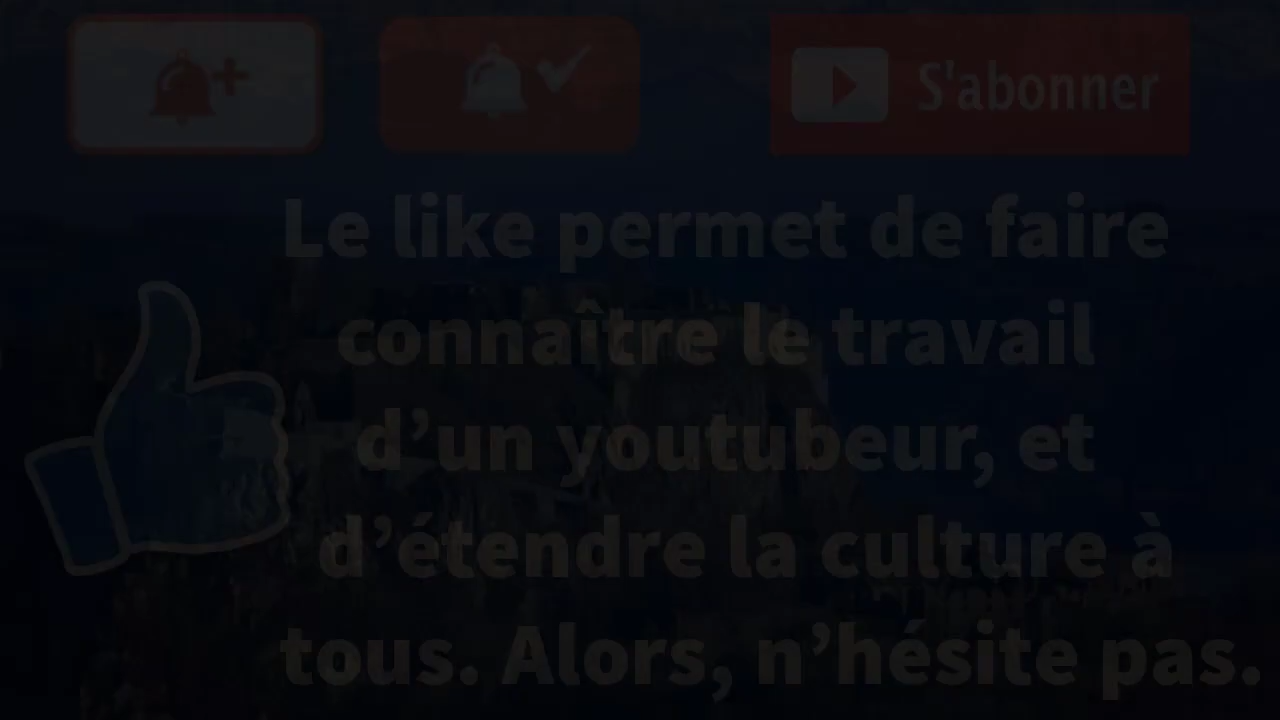 S'abonner
Le like permet de faire
connaître le travail
d’un youtubeur, et
d’étendre la culture à
tous. Alors, n’hésite pas.